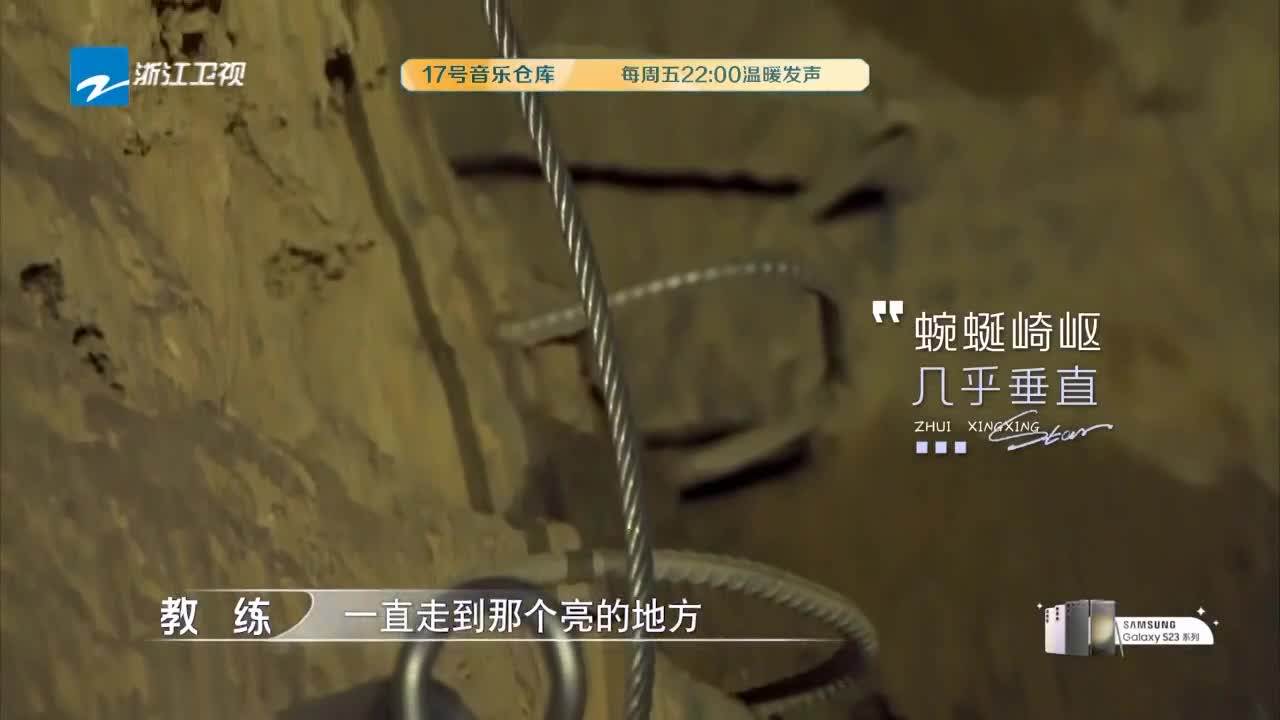 浙江卫视
17号音乐仓库 每周五22:00温暖发声
蜿蜒崎岖
几乎垂直
ZHUI XINGXING
Star
教练 一直走到那个亮的地方
SAMSUNG
Galaxy S23 系列